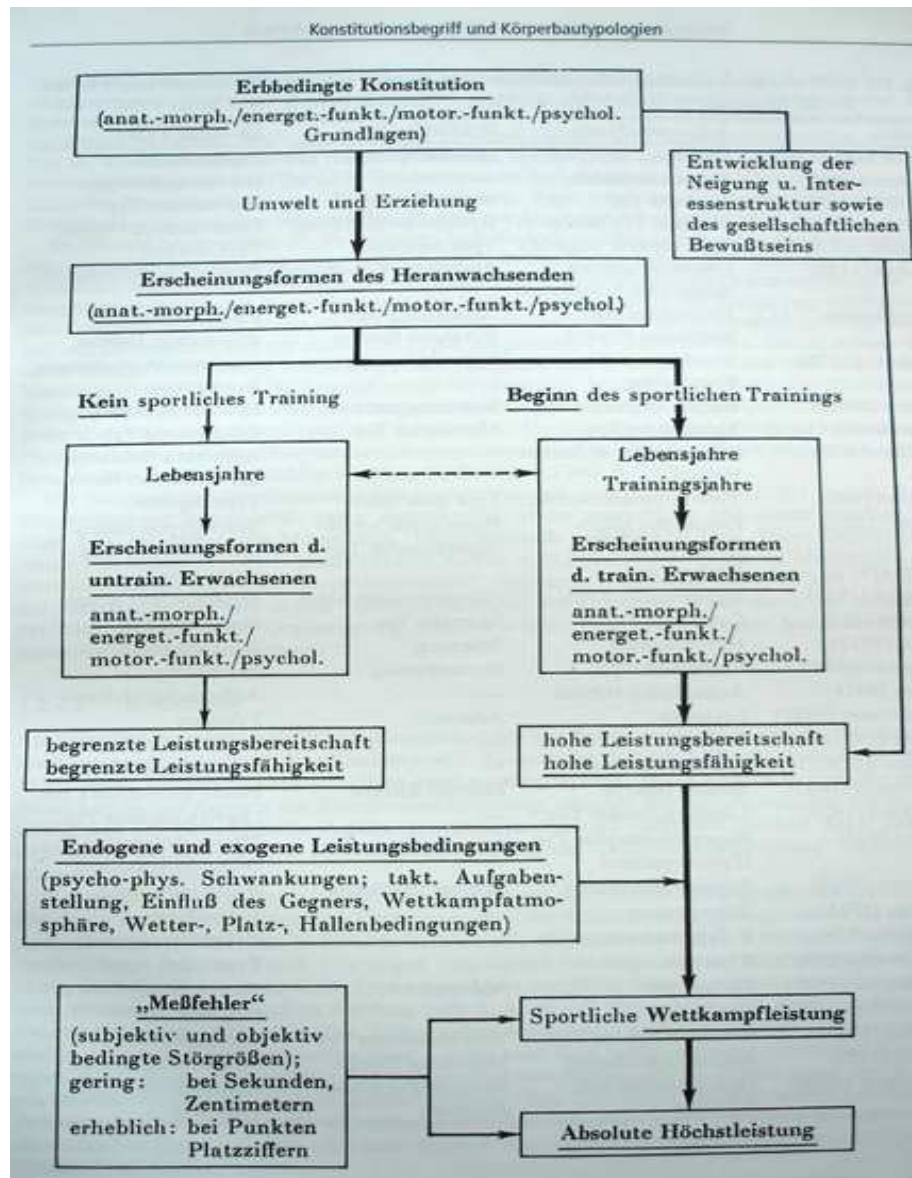 Konstitutionsbegriff und Körperbautypologien
Erbbedingte Konstitution
(anat.-morph./energet.-funkt./motor.-funkt./psychol.
Grundlagen)
Entwicklung der
Neigung u. Inter-
essenstruktur sowie
des gesellschaftlichen
Bewußtseins
Umwelt und Erziehung
Erscheinungsformen des Heranwachsenden
(anat.-morph./energet.-funkt./motor.-funkt./psychol.)
Kein sportliches Training
Beginn des sportlichen Trainings
Lebensjahre
Erscheinungsformen d.
untrain. Erwachsenen
anat.-morph./
energet.-funkt./
motor.-funkt./psychol.
Lebensjahre
Trainingsjahre
Erscheinungsformen
d. train. Erwachsenen
anat.-morph./
energet.-funkt./
motor.-funkt./psychol.
begrenzte Leistungsbereitschaft
begrenzte Leistungsfähigkeit
hohe Leistungsbereitschaft
hohe Leistungsfähigkeit
Endogene und exogene Leistungsbedingungen
(psycho-phys. Schwankungen; takt. Aufgaben-
stellung, Einfluß des Gegners, Wettkampfatmo-
sphäre, Wetter-, Platz-, Hallenbedingungen)
„Meßfehler“
(subjektiv und objektiv
bedingte Störgrößen);
gering: bei Sekunden,
Zentimetern
erheblich: bei Punkten
Platzziffern
Sportliche Wettkampfleistung
Absolute Höchstleistung